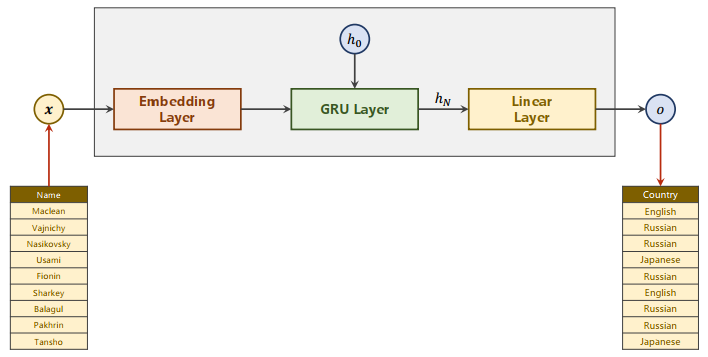 h₀
x
Embedding
Layer
GRU Layer
h_N
Linear
Layer
o
Name
Maclean
Vajnichy
Nasikovsky
Usami
Fionin
Sharkey
Balagul
Pakhrin
Tansho
Country
English
Russian
Russian
Japanese
Russian
English
Russian
Russian
Japanese